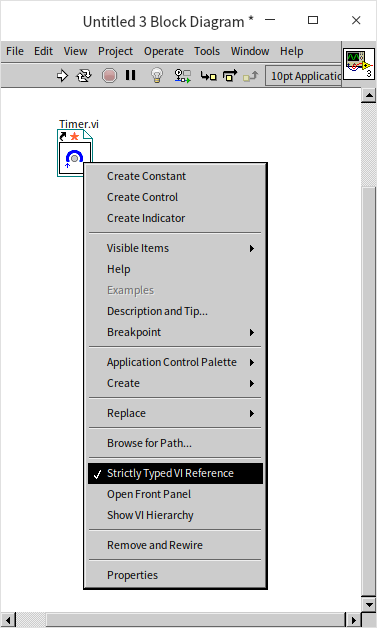 Untitled 3 Block Diagram *
File Edit View Project Operate Tools Window Help
10pt Applicatio
3
Timer.vi
Create Constant
Create Control
Create Indicator
Visible Items
Help
Examples
Description and Tip...
Breakpoint
Application Control Palette
Create
Replace
Browse for Path...
Strictly Typed VI Reference
Open Front Panel
Show VI Hierarchy
Remove and Rewire
Properties